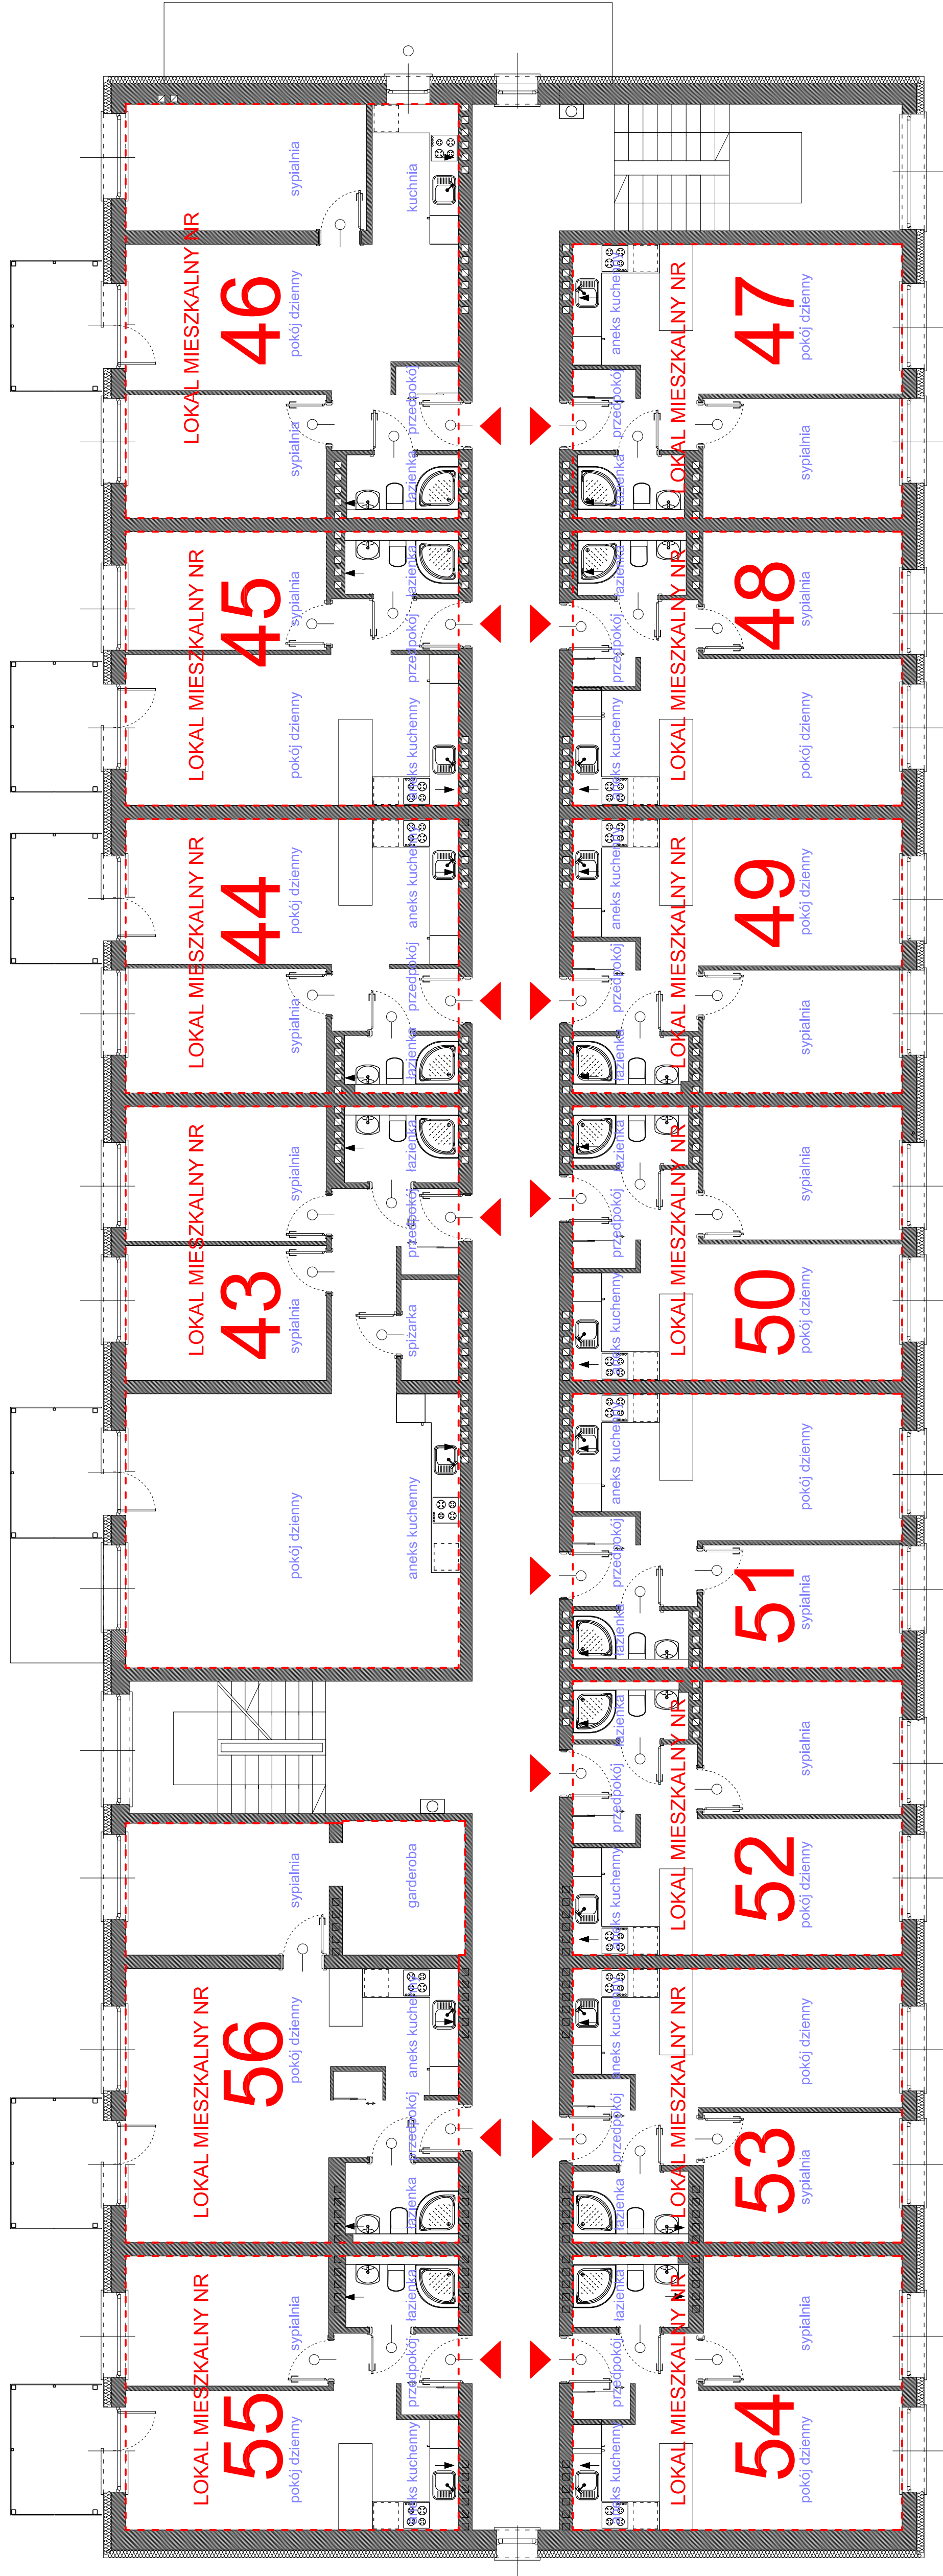 LOKAL MIESZKALNY NR
46
sypialnia
kuchnia
pokój dzienny
sypialnia
przedpokój
łazienka
LOKAL MIESZKALNY NR
47
aneks kuchenny
pokój dzienny
przedpokój
łazienka
sypialnia
LOKAL MIESZKALNY NR
45
sypialnia
łazienka
przedpokój
pokój dzienny
aneks kuchenny
LOKAL MIESZKALNY NR
48
łazienka
sypialnia
przedpokój
aneks kuchenny
pokój dzienny
LOKAL MIESZKALNY NR
44
pokój dzienny
aneks kuchenny
przedpokój
sypialnia
łazienka
LOKAL MIESZKALNY NR
49
aneks kuchenny
pokój dzienny
przedpokój
łazienka
sypialnia
LOKAL MIESZKALNY NR
43
sypialnia
łazienka
przedpokój
sypialnia
spiżarka
pokój dzienny
aneks kuchenny
LOKAL MIESZKALNY NR
50
łazienka
sypialnia
przedpokój
aneks kuchenny
pokój dzienny
51
aneks kuchenny
pokój dzienny
przedpokój
łazienka
sypialnia
LOKAL MIESZKALNY NR
52
łazienka
sypialnia
przedpokój
aneks kuchenny
pokój dzienny
LOKAL MIESZKALNY NR
56
sypialnia
garderoba
pokój dzienny
aneks kuchenny
przedpokój
łazienka
LOKAL MIESZKALNY NR
53
aneks kuchenny
pokój dzienny
przedpokój
łazienka
sypialnia
LOKAL MIESZKALNY NR
55
sypialnia
łazienka
przedpokój
pokój dzienny
aneks kuchenny
LOKAL MIESZKALNY NR
54
łazienka
sypialnia
przedpokój
aneks kuchenny
pokój dzienny